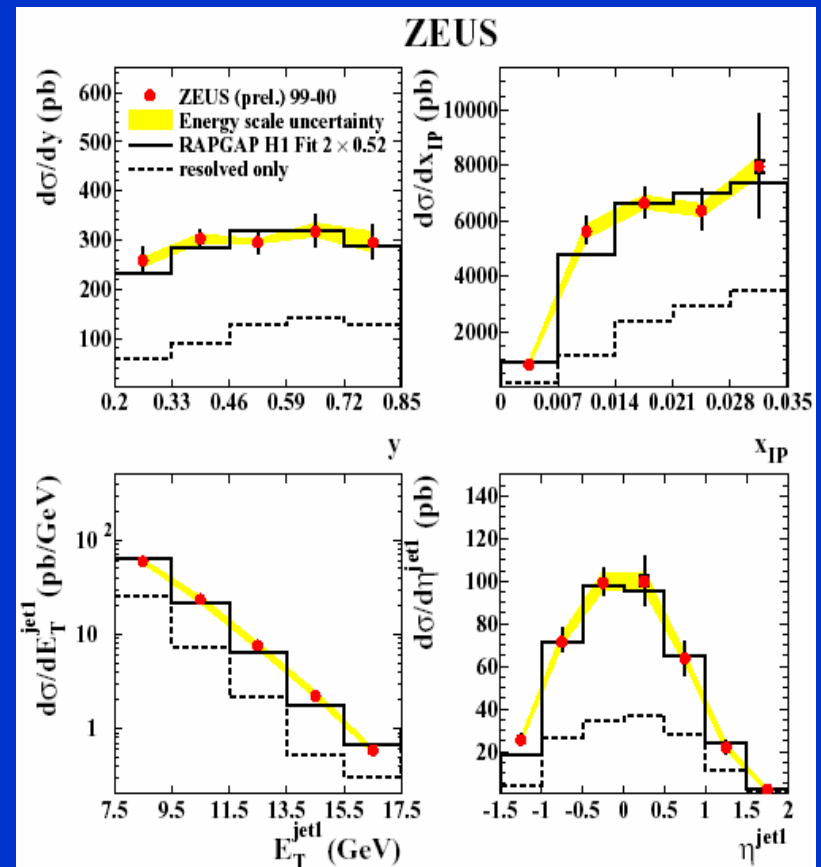 ZEUS
dσ/dy (pb)
600
500
400
300
200
100
ZEUS (prel.) 99-00
Energy scale uncertainty
RAPGAP H1 Fit 2 × 0.52
resolved only
0.2 0.33 0.46 0.59 0.72 0.85
y
dσ/dx_IP (pb)
10000
8000
6000
4000
2000
0 0.007 0.014 0.021 0.028 0.035
x_IP
dσ/dE_T^jet1 (pb/GeV)
10^2
10
1
7.5 9.5 11.5 13.5 15.5 17.5
E_T^jet1 (GeV)
dσ/dη^jet1 (pb)
140
120
100
80
60
40
20
-1.5 -1 -0.5 0 0.5 1 1.5 2
η^jet1